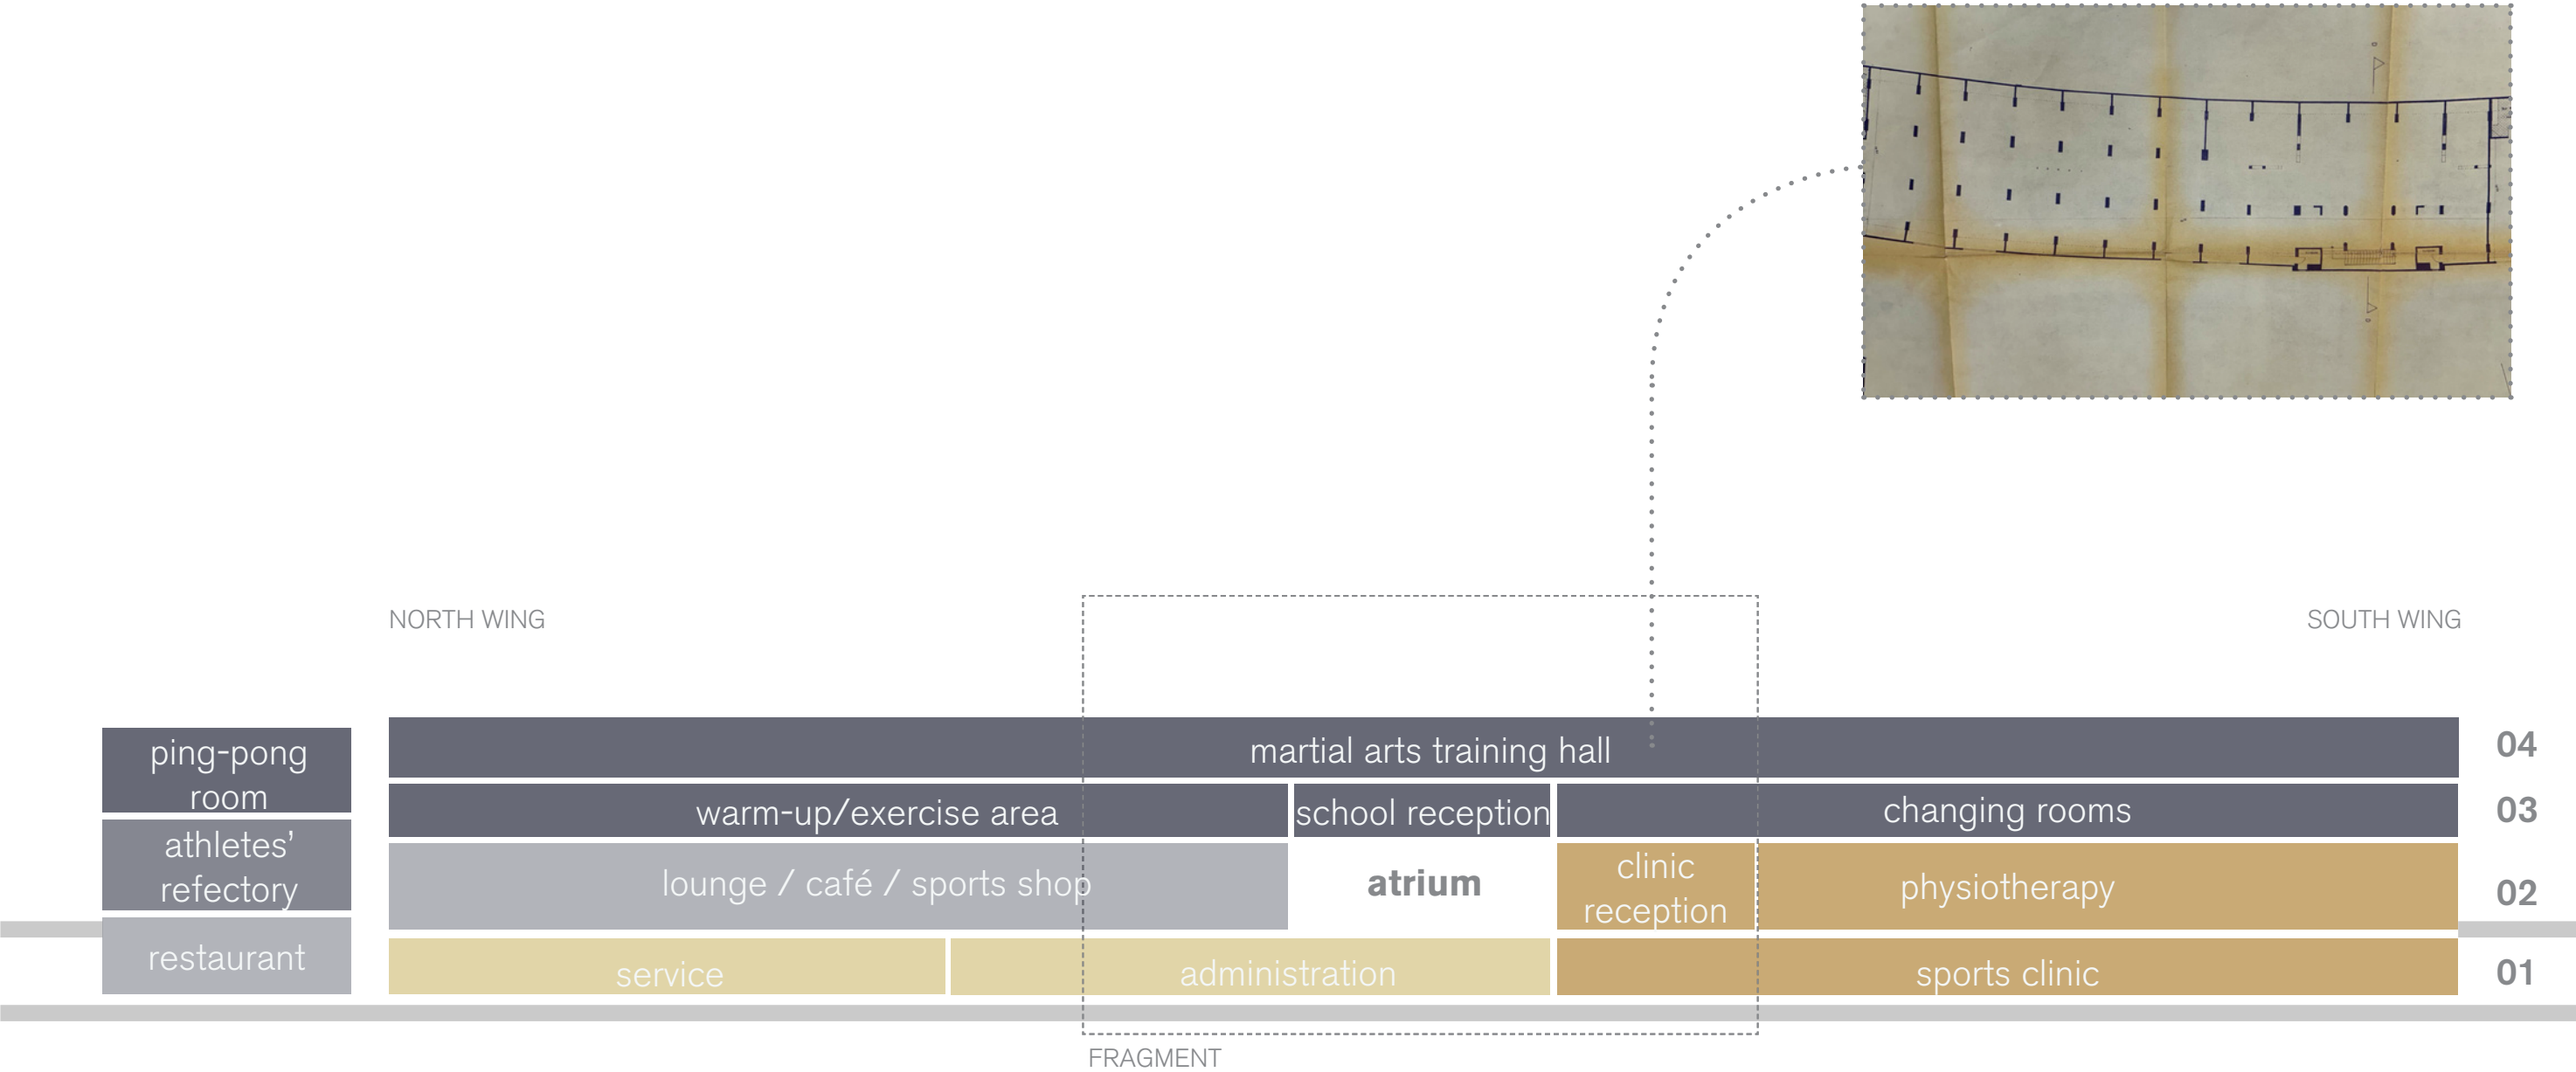 NORTH WING
SOUTH WING
ping-pong
room
athletes’
refectory
restaurant
martial arts training hall
04
warm-up/exercise area
school reception
changing rooms
03
lounge / café / sports shop
atrium
clinic
reception
physiotherapy
02
service
administration
sports clinic
01
FRAGMENT